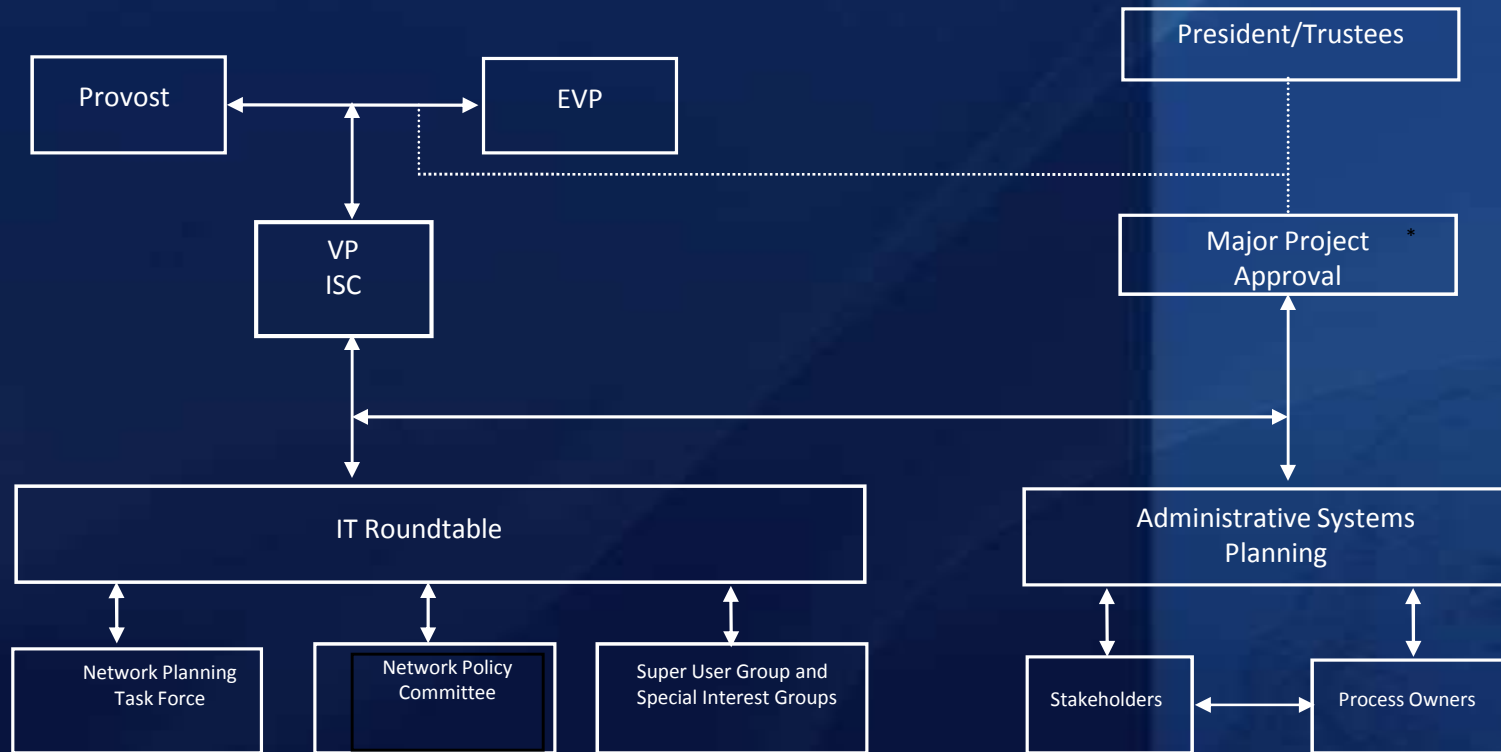 President/Trustees
Provost
EVP
VP
ISC
Major Project *
Approval
IT Roundtable
Administrative Systems
Planning
Network Planning
Task Force
Network Policy
Committee
Super User Group and
Special Interest Groups
Stakeholders
Process Owners